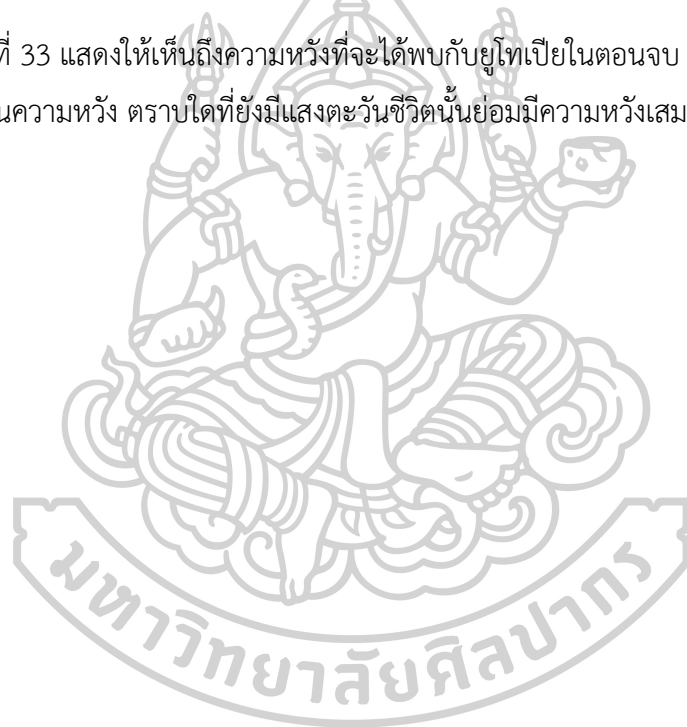 ที่ 33 แสดงให้เห็นถึงความหวังที่จะได้พบกับยูโทเปียในตอนจบ
นความหวัง ตราบใดที่ยังมีแสงตะวันชีวิตนั้นย่อมมีความหวังเสม
มหาวิทยาลัยศิลปากร